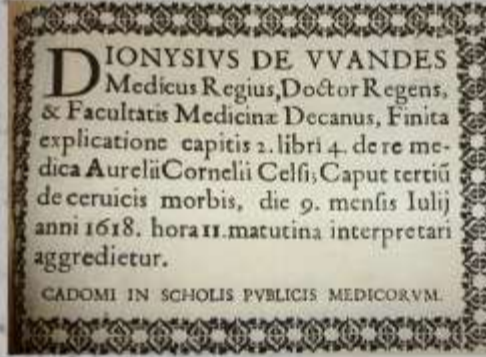 DIONYSIVS DE VVANDES
Medicus Regius, Doctor Regens,
& Facultatis Medicinæ Decanus, Finita
explicatione capitis 2. libri 4. de re me-
dica Aurelii Cornelii Celsi; Caput tertiũ
de ceruicis morbis, die 9. mensis Iulij
anni 1618. hora 11. matutina interpretari
aggredietur.
CADOMI IN SCHOLIS PVBLICIS MEDICORVM.